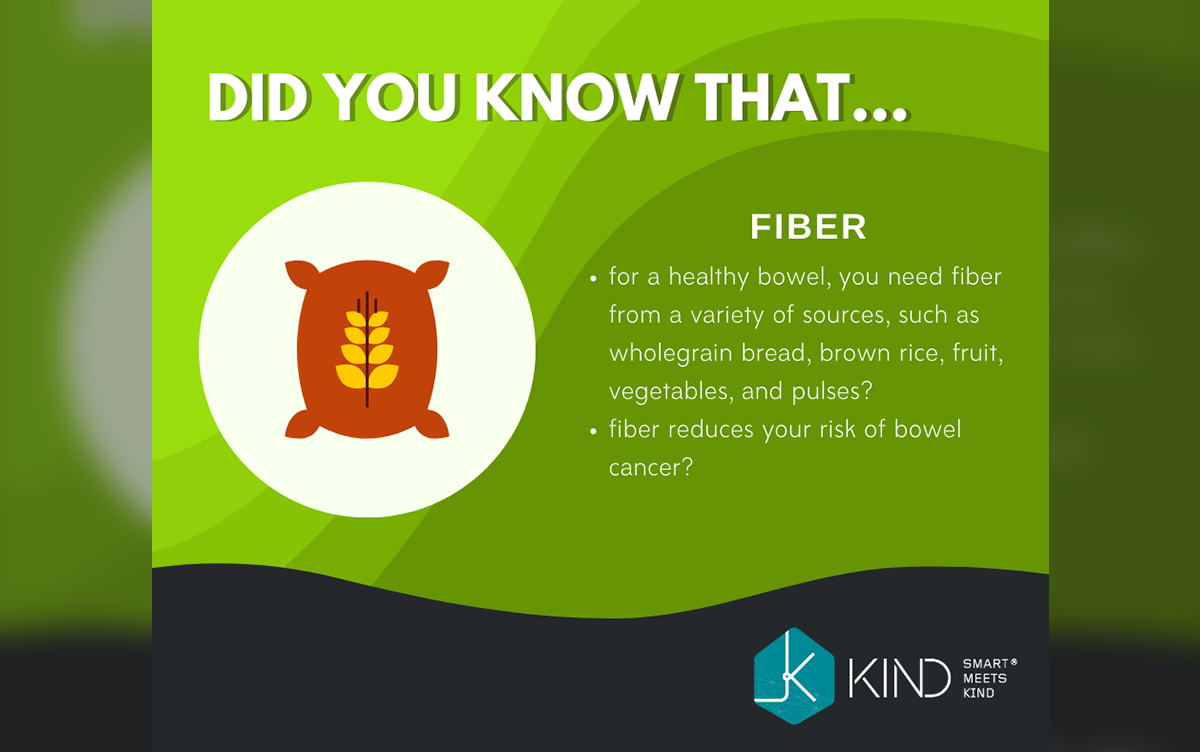 DID YOU KNOW THAT...
FIBER
• for a healthy bowel, you need fiber
from a variety of sources, such as
wholegrain bread, brown rice, fruit,
vegetables, and pulses?
• fiber reduces your risk of bowel
cancer?
KIND
SMART®
MEETS
KIND